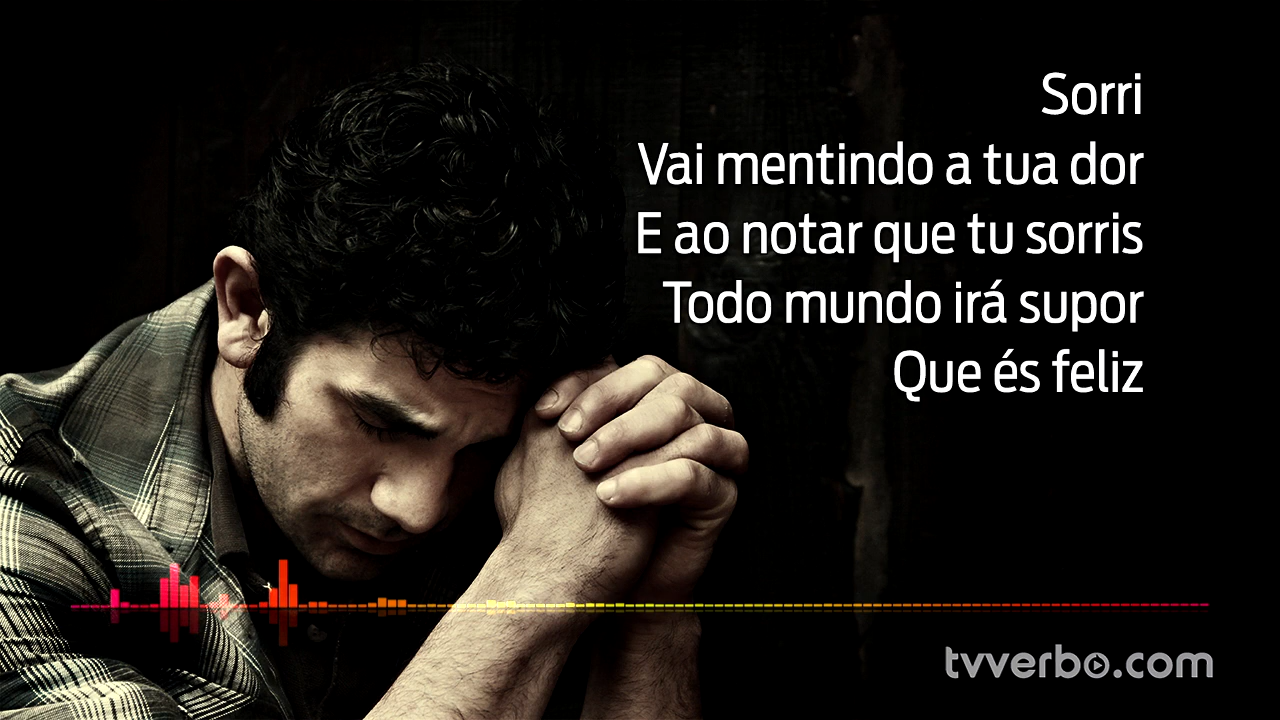 Sorri
Vai mentindo a tua dor
E ao notar que tu sorris
Todo mundo irá supor
Que és feliz
tvverbo.com